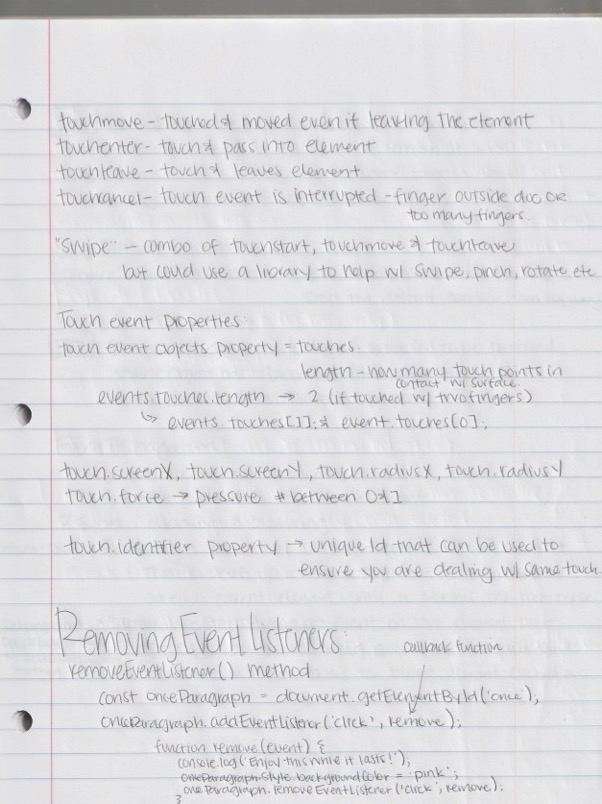 touchmove - touched & moved even if leaving the element
touchenter - touch & pass into element
touchleave - touch & leaves element
touchcancel - touch event is interrupted - finger outside doc or
too many fingers.
"Swipe" - combo of touchstart, touchmove & touchleave
but could use a library to help w/ swipe, pinch, rotate etc
Touch event properties:
touch event objects property = touches.
length - how many touch points in
contact w/ surface.
events.touches.length → 2 (if touched w/ two fingers)
↳ events.touches[1]; & event.touches[0];
touch.screenX, touch.screenY, touch.radiusX, touch.radiusY
touch.force → pressure # between 0&1
touch.identifier property → unique Id that can be used to
ensure you are dealing w/ same touch.
Removing Event Listeners:
callback function
removeEventListener() method
const onceParagraph = document.getElementById('once');
onceParagraph.addEventListener('click', remove);
function remove(event) {
console.log('Enjoy this while it lasts!');
oneParagraph.style.backgroundColor = 'pink';
oneParagraph.removeEventListener('click', remove);
}